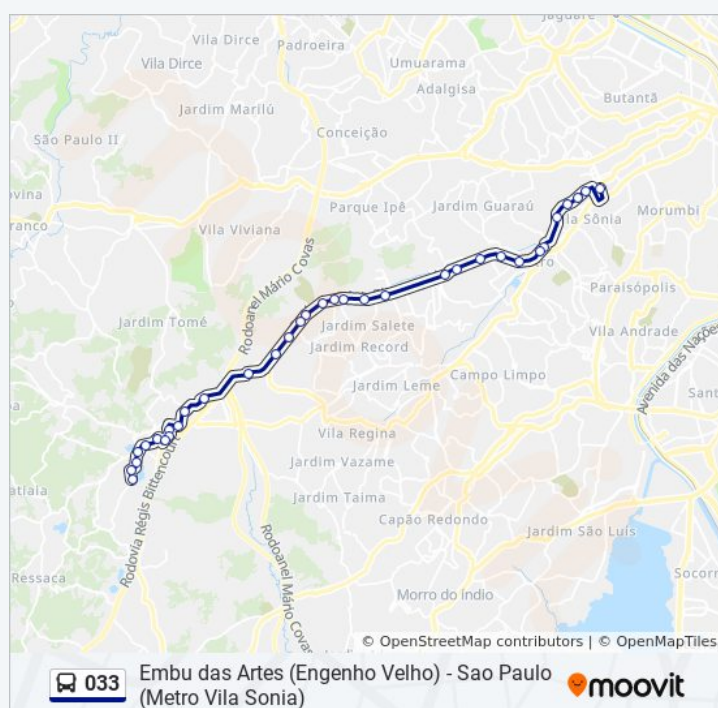 Jaguaré
Vila Dirce
Padroeira
Umuarama
Vila Dirce
Adalgisa
Butantã
Jardim Marilú
Conceição
São Paulo II
Parque Ipê
Jardim Guaraú
Morumbi
Vila Viviana
Rodoanel Mário Covas
Paraisópolis
Jardim Tomé
Jardim Salete
Vila Andrade
Jardim Record
Avenida das Nações
Campo Limpo
Jardim Leme
Vila Regina
Rodovia Régis Bittencourt
Jardim Vazame
Jardim Taima
Capão Redondo
Jardim São Luís
Rodoanel Mário Covas
Ressaca
Morro do Índio
Socorr
© OpenStreetMap contributors | © OpenMapTiles
033
Embu das Artes (Engenho Velho) - Sao Paulo
(Metro Vila Sonia)
moovit